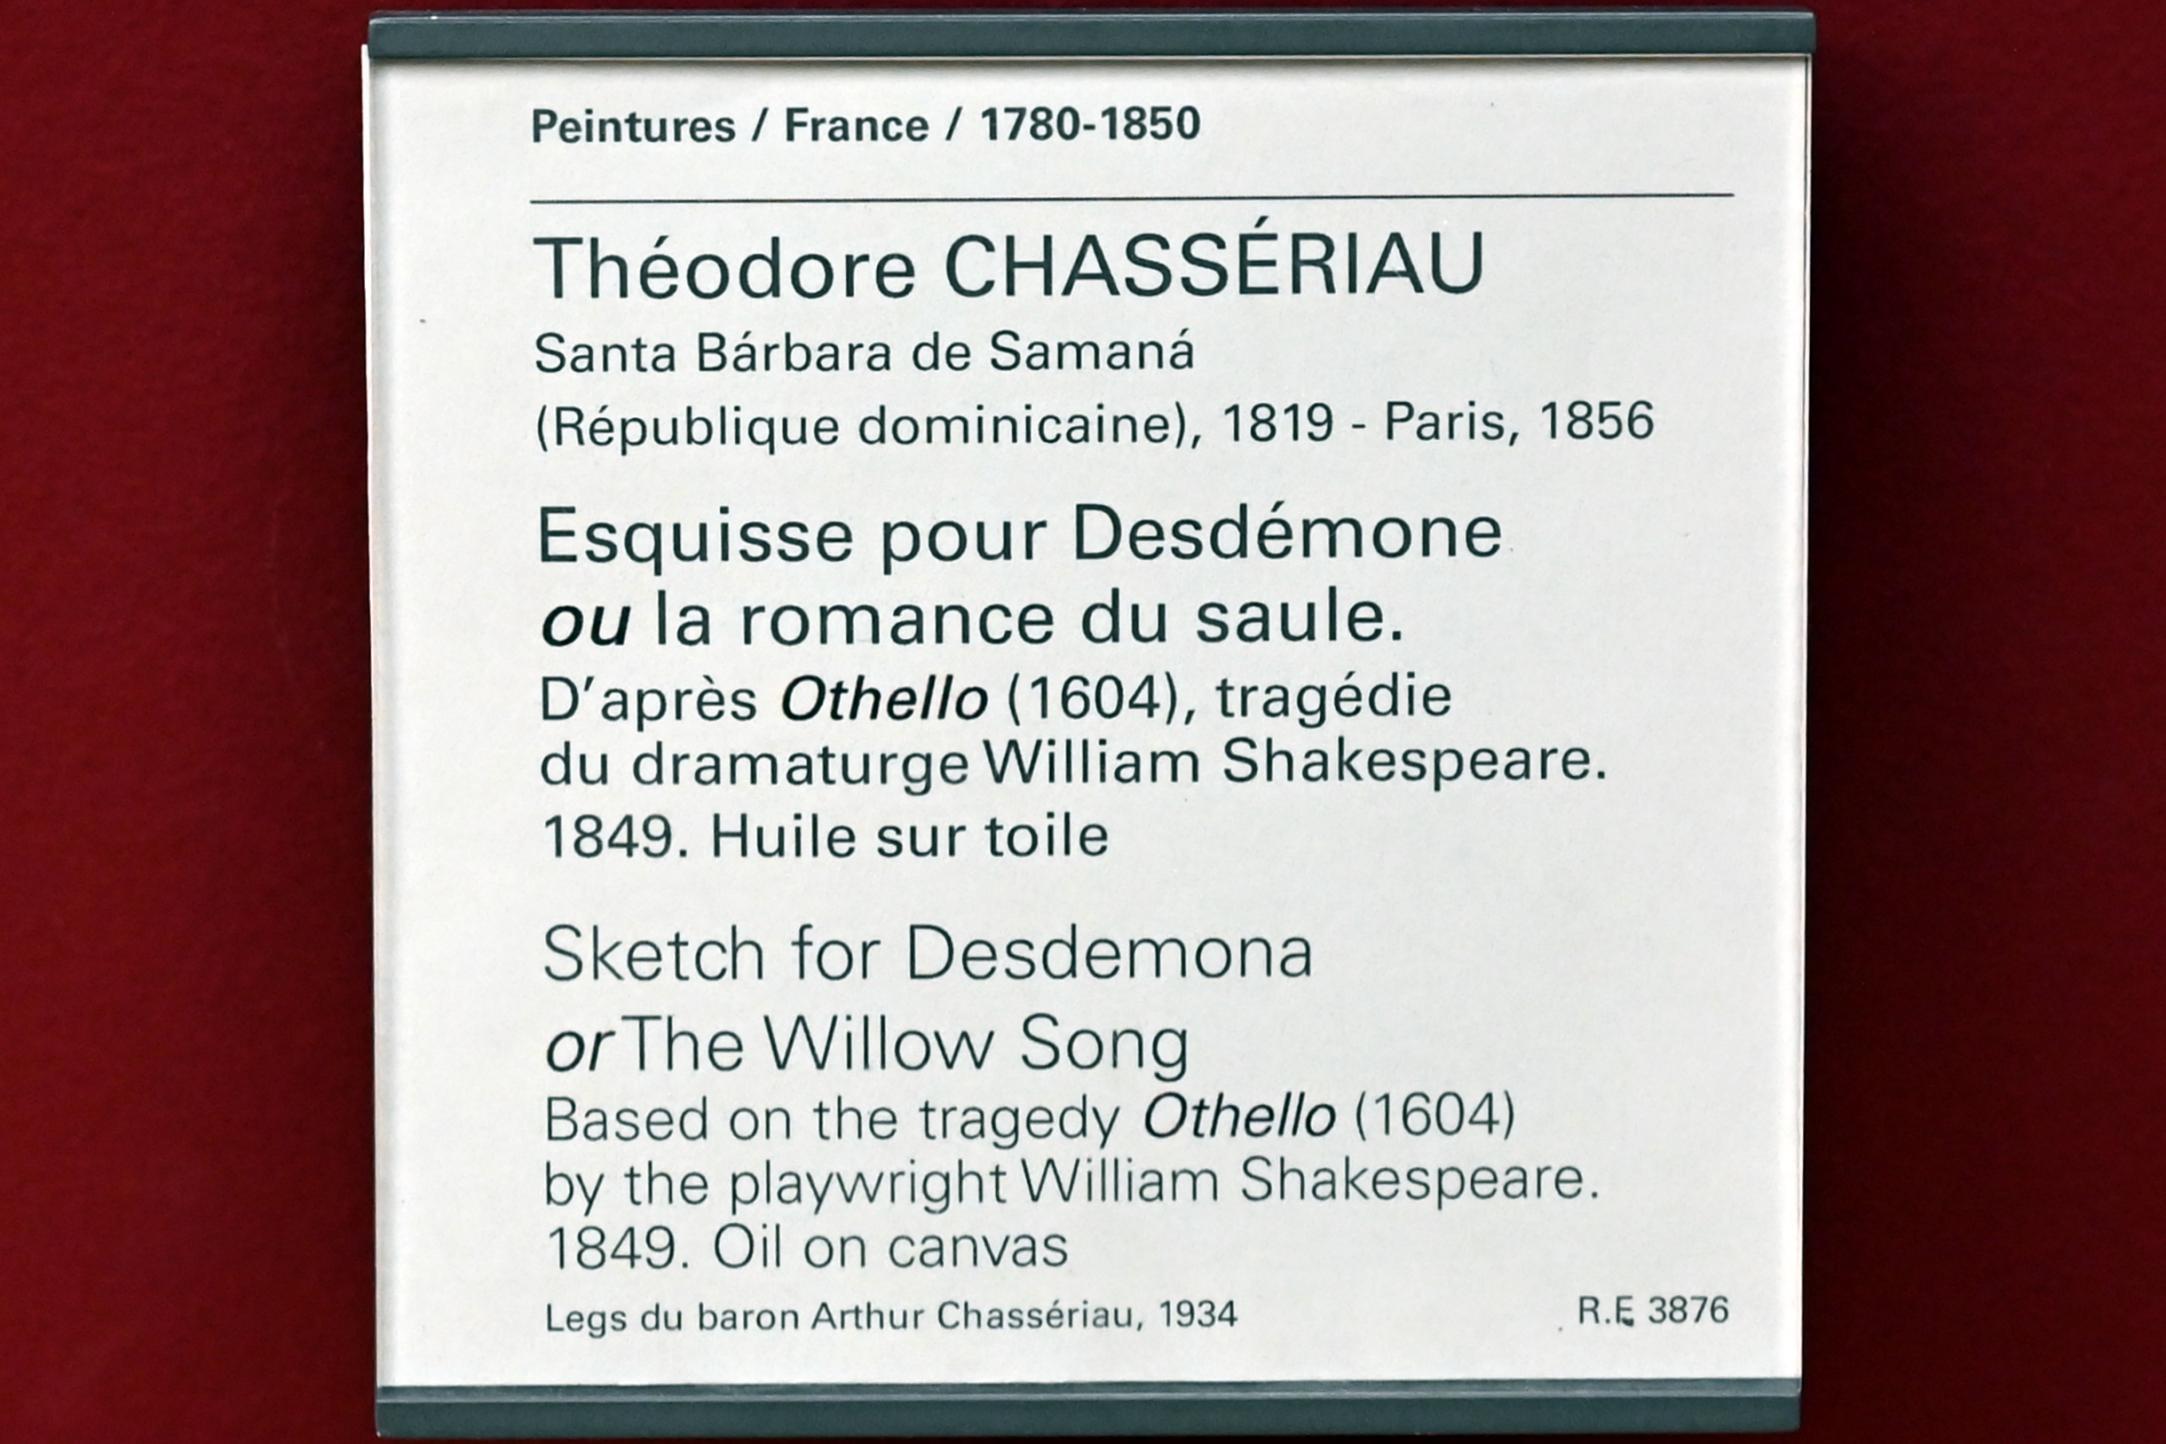 Peintures / France / 1780-1850
Théodore CHASSÉRIAU
Santa Bárbara de Samaná
(République dominicaine), 1819 - Paris, 1856
Esquisse pour Desdémone
ou la romance du saule.
D'après Othello (1604), tragédie
du dramaturge William Shakespeare.
1849. Huile sur toile
Sketch for Desdemona
or The Willow Song
Based on the tragedy Othello (1604)
by the playwright William Shakespeare.
1849. Oil on canvas
Legs du baron Arthur Chassériau, 1934
R.F. 3876